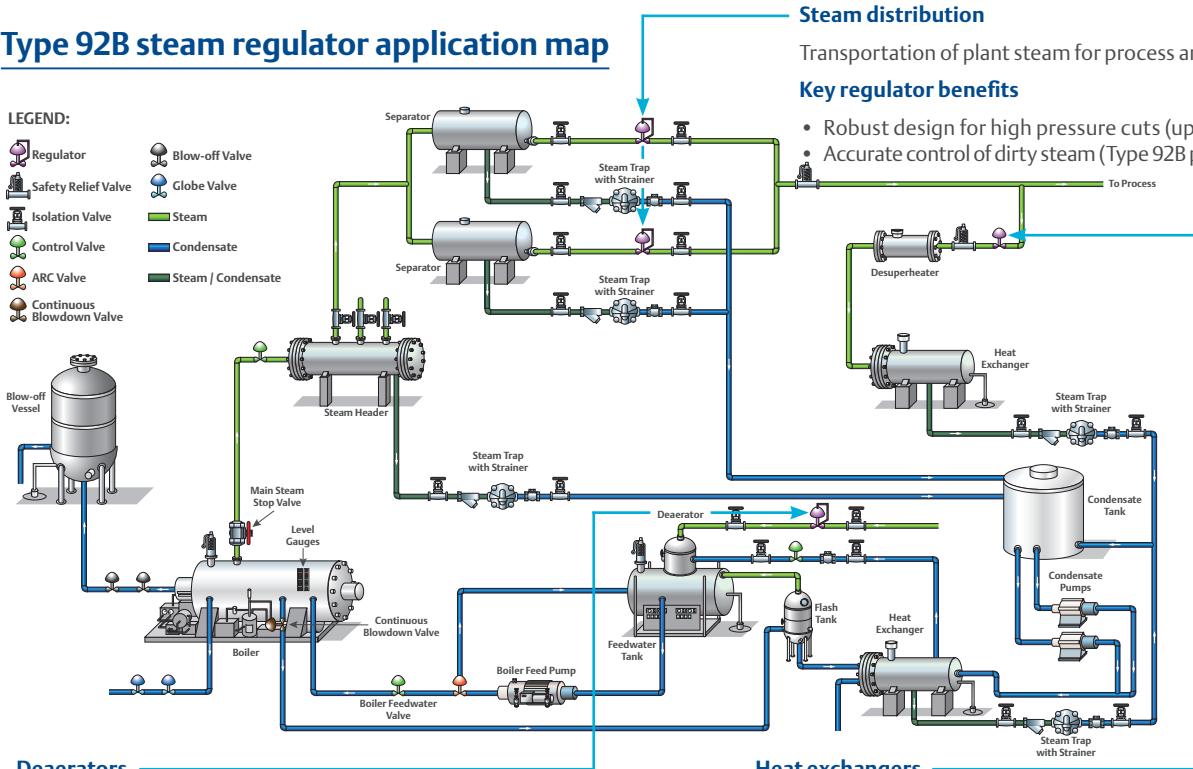 Type 92B steam regulator application map
Steam distribution
Transportation of plant steam for process
Key regulator benefits
• Robust design for high pressure cuts (up
• Accurate control of dirty steam (Type 92B
LEGEND:
Regulator
Blow-off Valve
Safety Relief Valve
Globe Valve
Isolation Valve
Steam
Control Valve
Condensate
ARC Valve
Steam / Condensate
Continuous
Blowdown Valve
Separator
Steam Trap
with Strainer
To Process
Separator
Steam Trap
with Strainer
Desuperheater
Heat
Exchanger
Steam Header
Blow-off
Vessel
Steam Trap
with Strainer
Steam Trap
with Strainer
Main Steam
Stop Valve
Level
Gauges
Deaerator
Condensate
Tank
Condensate
Pumps
Continuous
Blowdown Valve
Boiler
Flash
Tank
Heat
Exchanger
Feedwater
Tank
Boiler Feed Pump
Boiler Feedwater
Valve
Steam Trap
with Strainer
Deaerators
Heat exchangers